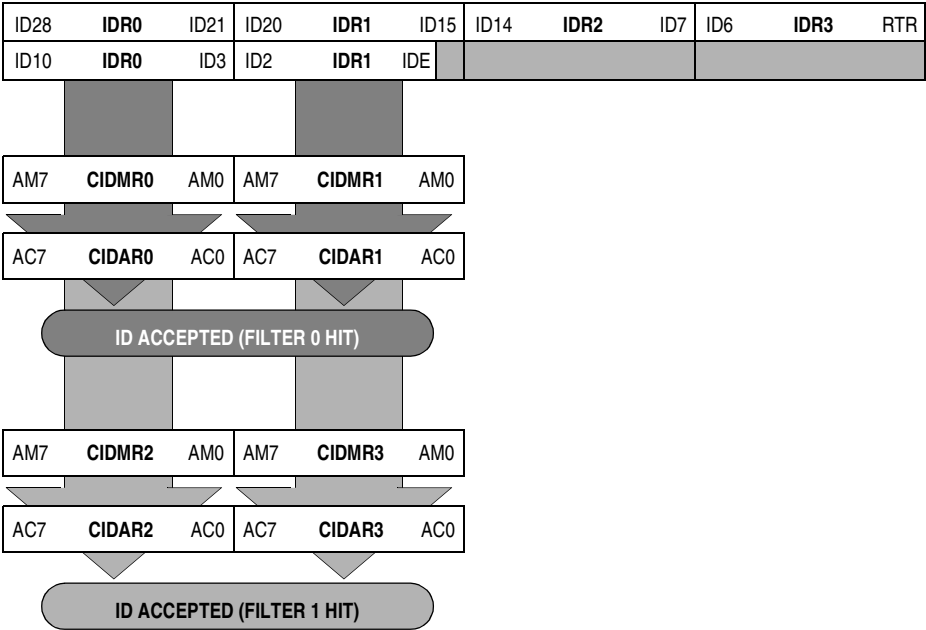 ID28 IDR0 ID21 ID20 IDR1 ID15 ID14 IDR2 ID7 ID6 IDR3 RTR
ID10 IDR0 ID3 ID2 IDR1 IDE
AM7 CIDMR0 AM0 AM7 CIDMR1 AM0
AC7 CIDAR0 AC0 AC7 CIDAR1 AC0
ID ACCEPTED (FILTER 0 HIT)
AM7 CIDMR2 AM0 AM7 CIDMR3 AM0
AC7 CIDAR2 AC0 AC7 CIDAR3 AC0
ID ACCEPTED (FILTER 1 HIT)